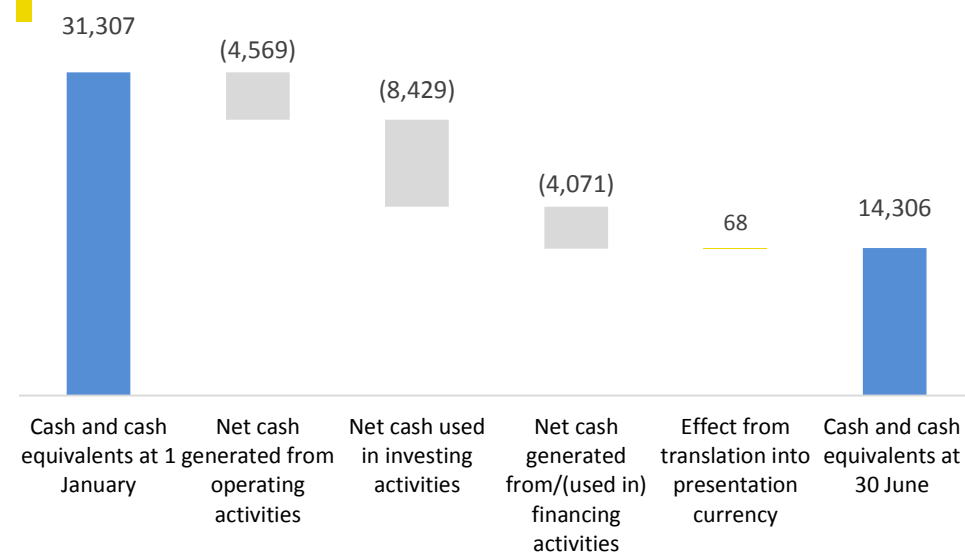 31,307
(4,569)
(8,429)
(4,071)
68
14,306
Cash and cash
equivalents at 1
January
Net cash
generated from
operating
activities
Net cash used
in investing
activities
Net cash
generated
from/(used in)
financing
activities
Effect from
translation into
presentation
currency
Cash and cash
equivalents at
30 June